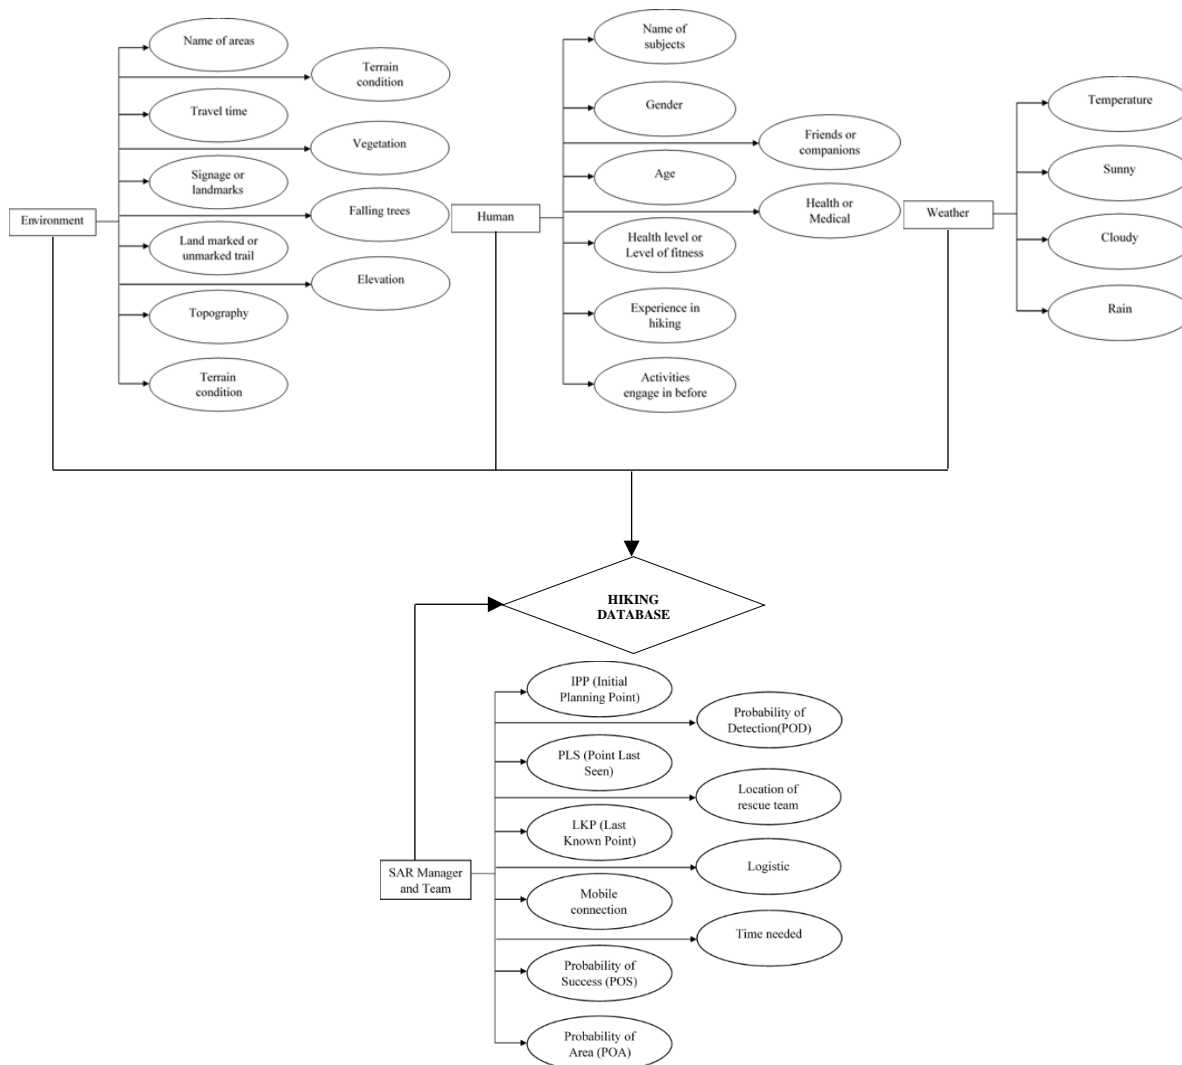 Environment
Name of areas
Terrain
condition
Travel time
Vegetation
Signage or
landmarks
Falling trees
Land marked or
unmarked trail
Elevation
Topography
Terrain
condition
Human
Name of
subjects
Gender
Friends or
companions
Age
Health or
Medical
Health level or
Level of fitness
Experience in
hiking
Activities
engage in before
Weather
Temperature
Sunny
Cloudy
Rain
HIKING
DATABASE
SAR Manager
and Team
IPP (Initial
Planning Point)
Probability of
Detection(POD)
PLS (Point Last
Seen)
Location of
rescue team
LKP (Last
Known Point)
Logistic
Mobile
connection
Time needed
Probability of
Success (POS)
Probability of
Area (POA)